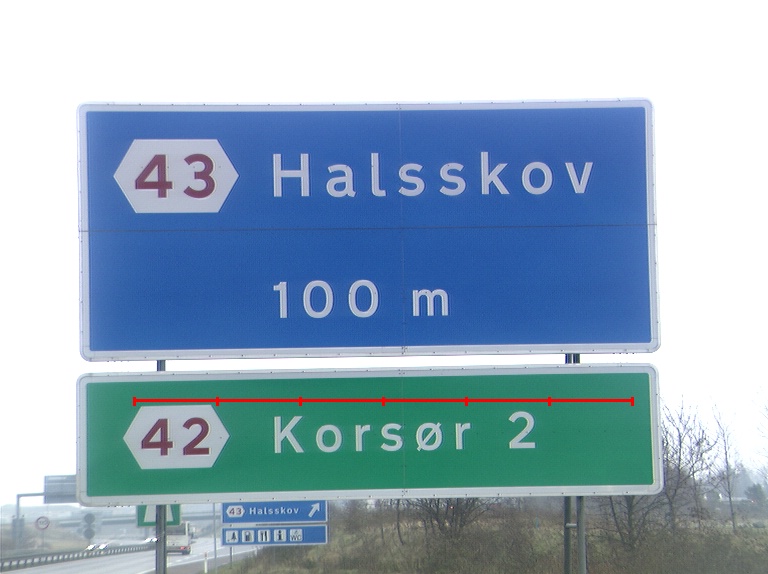 43 Halsskov
100 m
42 Korsør 2
43 Halsskov